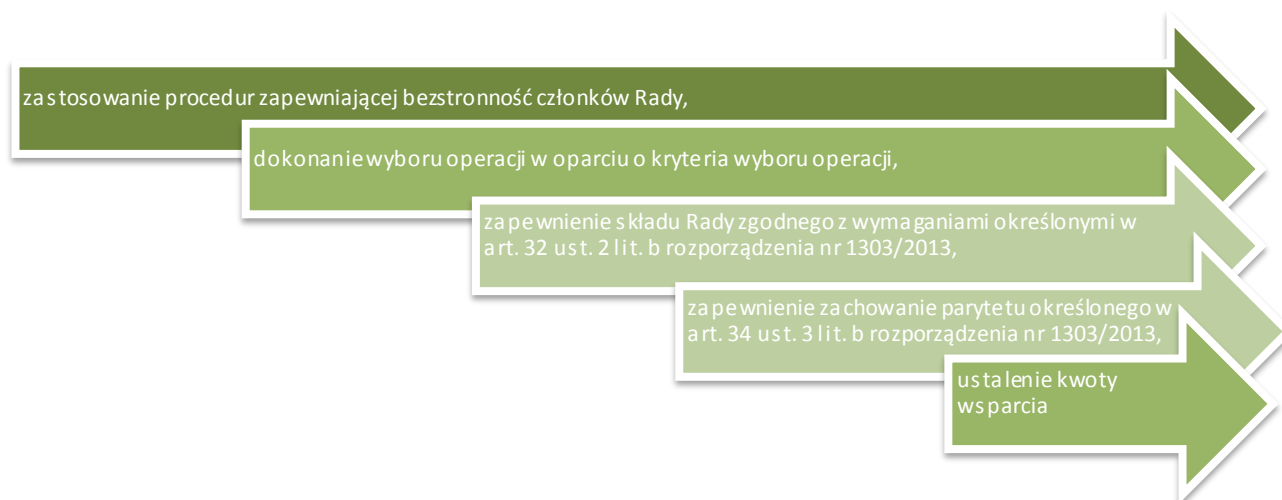 zastosowanie procedur zapewniającej bezstronność członków Rady,
dokonanie wyboru operacji w oparciu o kryteria wyboru operacji,
zapewnienie składu Rady zgodnego z wymaganiami określonymi w
art. 32 ust. 2 lit. b rozporządzenia nr 1303/2013,
zapewnienie zachowanie parytetu określonego w
art. 34 ust. 3 lit. b rozporządzenia nr 1303/2013,
ustalenie kwoty
wsparcia